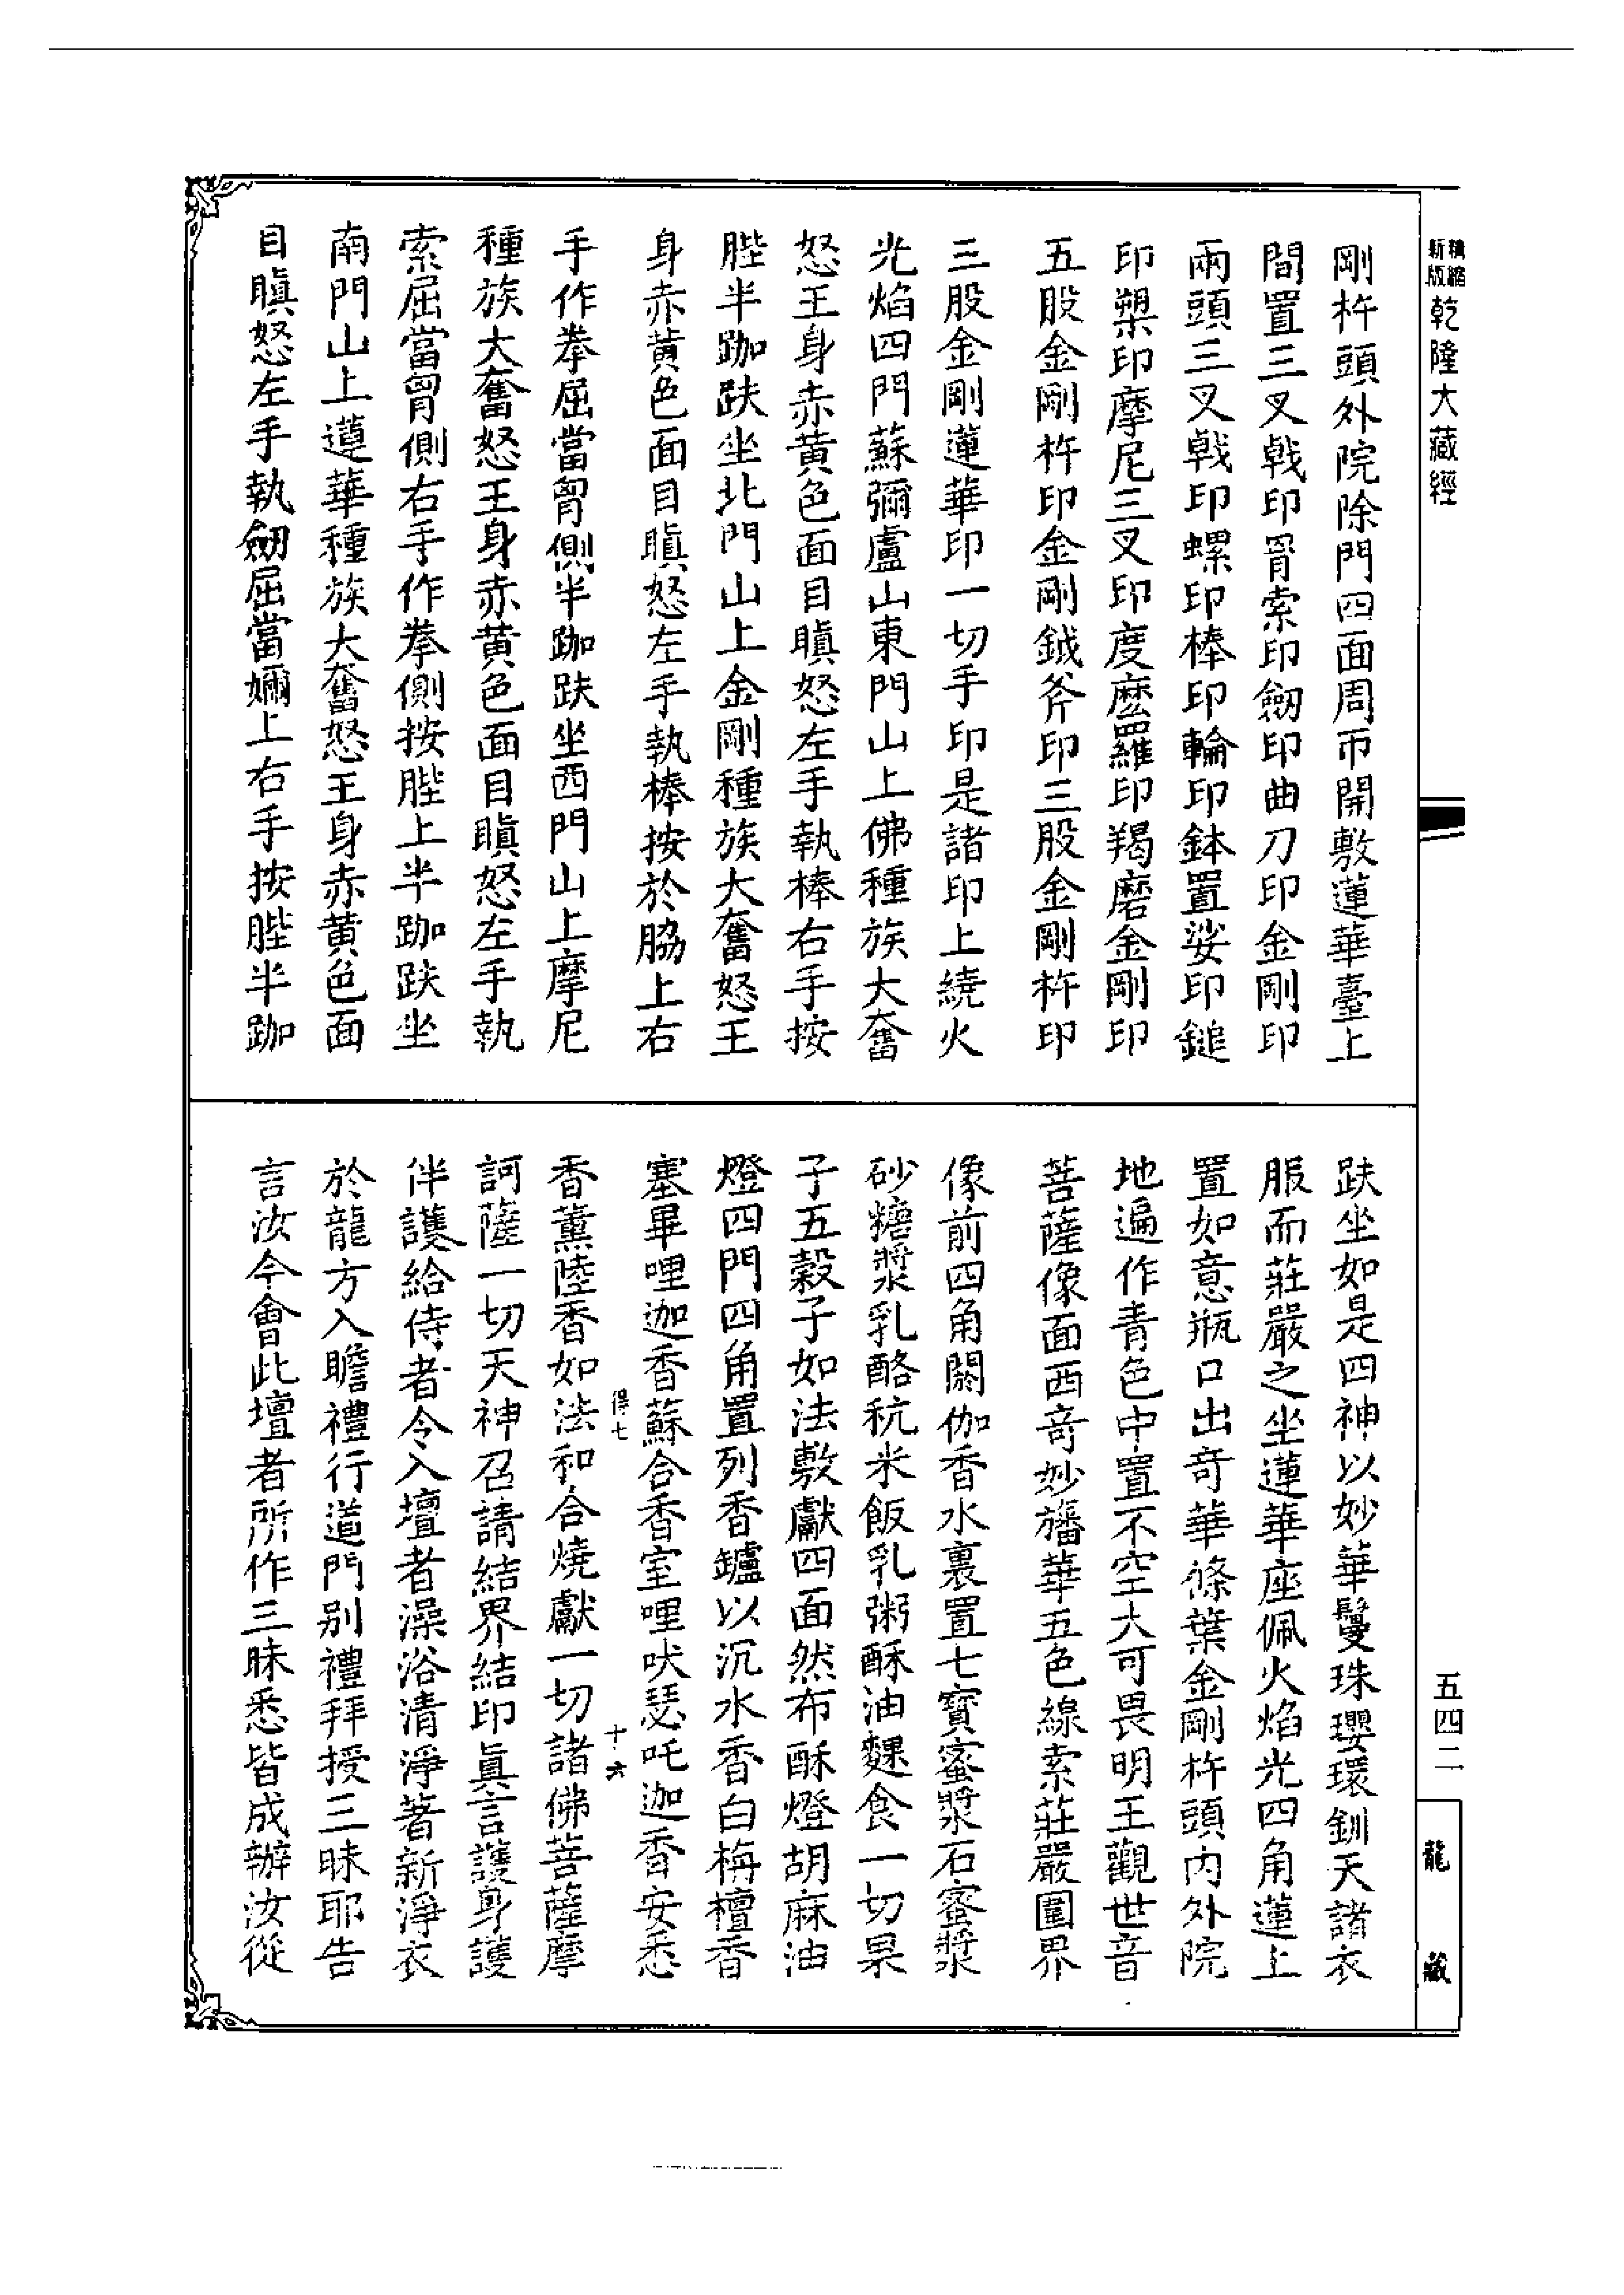 精縮新版乾隆大藏經
剛杵頭外院除門四面周帀開敷蓮華臺上
間置三叉戟印罥索印劒印曲刀印金剛印
兩頭三叉戟印螺印棒印輪印鉢置娑印鎚
印槊印摩尼三叉印度麼羅印羯磨金剛印
五股金剛杵印金剛鉞斧印三股金剛杵印
三股金剛蓮華印一切手印是諸印上繞火
光焰四門蘇彌盧山東門山上佛種族大奮
怒王身赤黃色面目瞋怒左手執棒右手按
䏶半跏趺坐北門山上金剛種族大奮怒王
身赤黃色面目瞋怒左手執棒按於脇上右
手作拳屈當胷側半跏趺坐西門山上摩尼
種族大奮怒王身赤黃色面目瞋怒左手執
索屈當胷側右手作拳側按䏶上半跏趺坐
南門山上蓮華種族大奮怒王身赤黃色面
目瞋怒左手執劒屈當嬭上右手按䏶半跏
趺坐如是四神以妙華鬘珠瓔環釧天諸衣
服而莊嚴之坐蓮華座佩火焰光四角蓮上
置如意瓶口出奇華條葉金剛杵頭內外院
地遍作青色中置不空大可畏明王觀世音
菩薩像面西奇妙旛華五色線索莊嚴圍界
像前四角閼伽香水裏置七寶蜜漿石蜜漿
砂糖漿乳酪秔米飯乳粥酥油麨食一切果
子五穀子如法敷獻四面然布酥燈胡麻油
燈四門四角置列香鑪以沉水香白栴檀香
塞畢哩迦香蘇合香室哩吠瑟吒迦香安悉
得七
十六
香薰陸香如法和合燒獻一切諸佛菩薩摩
訶薩一切天神召請結界結印眞言護身護
伴護給侍者令入壇者澡浴清淨著新淨衣
於龍方入瞻禮行道門別禮拜授三昧耶告
言汝今會此壇者所作三昧悉皆成辦汝從
五四二
龍藏